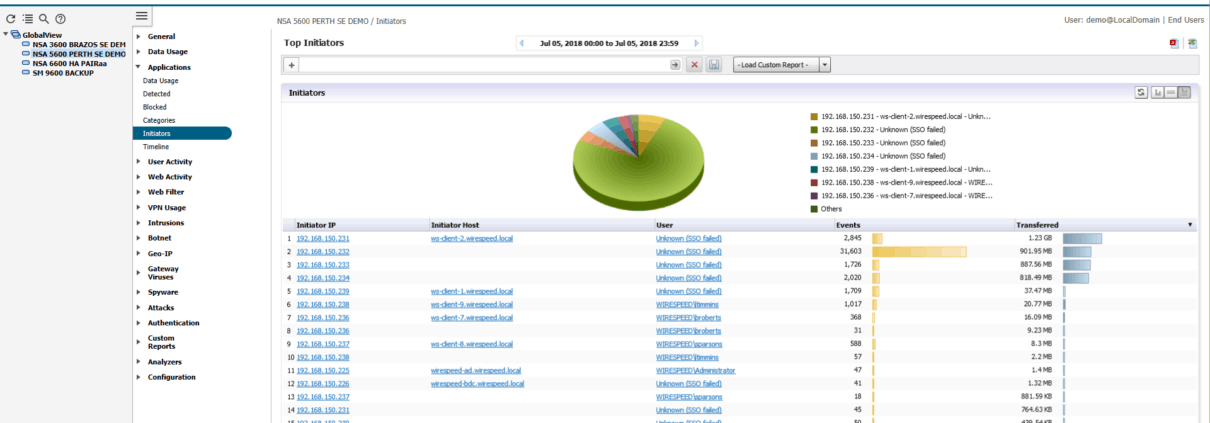 User: demo@LocalDomain | End Users
GlobalView
NSA 3600 BRAZOS SE DEM
NSA 5600 PERTH SE DEMO
NSA 6600 HA PAIRaa
SM 9600 BACKUP
General
Data Usage
Applications
Data Usage
Detected
Blocked
Categories
Initiators
Timeline
User Activity
Web Activity
Web Filter
VPN Usage
Intrusions
Botnet
Geo-IP
Gateway
Viruses
Spyware
Attacks
Authentication
Custom
Reports
Analyzers
Configuration
NSA 5600 PERTH SE DEMO / Initiators
Top Initiators
Jul 05, 2018 00:00 to Jul 05, 2018 23:59
+
- Load Custom Report -
Initiators
192.168.150.231 - ws-client-2.wirespeed.local - Unkn...
192.168.150.232 - Unknown (SSO failed)
192.168.150.233 - Unknown (SSO failed)
192.168.150.234 - Unknown (SSO failed)
192.168.150.239 - ws-client-1.wirespeed.local - Unkn...
192.168.150.238 - ws-client-9.wirespeed.local - WIRE...
192.168.150.236 - ws-client-7.wirespeed.local - WIRE...
Others
Initiator IP Initiator Host User Events Transferred
1 192.168.150.231 ws-client-2.wirespeed.local Unknown (SSO failed) 2,845 1.23 GB
2 192.168.150.232 Unknown (SSO failed) 31,603 901.95 MB
3 192.168.150.233 Unknown (SSO failed) 1,726 887.56 MB
4 192.168.150.234 Unknown (SSO failed) 2,020 818.49 MB
5 192.168.150.239 ws-client-1.wirespeed.local Unknown (SSO failed) 1,709 37.47 MB
6 192.168.150.238 ws-client-9.wirespeed.local WIRESPEED\jtimmins 1,017 20.77 MB
7 192.168.150.236 ws-client-7.wirespeed.local WIRESPEED\broberts 368 16.09 MB
8 192.168.150.236 WIRESPEED\broberts 31 9.23 MB
9 192.168.150.237 ws-client-8.wirespeed.local WIRESPEED\aparsons 588 8.3 MB
10 192.168.150.238 WIRESPEED\jtimmins 57 2.2 MB
11 192.168.150.225 wirespeed-ad.wirespeed.local WIRESPEED\Administrator 47 1.4 MB
12 192.168.150.226 wirespeed-bdc.wirespeed.local Unknown (SSO failed) 41 1.32 MB
13 192.168.150.237 WIRESPEED\aparsons 18 881.59 KB
14 192.168.150.231 Unknown (SSO failed) 45 764.63 KB